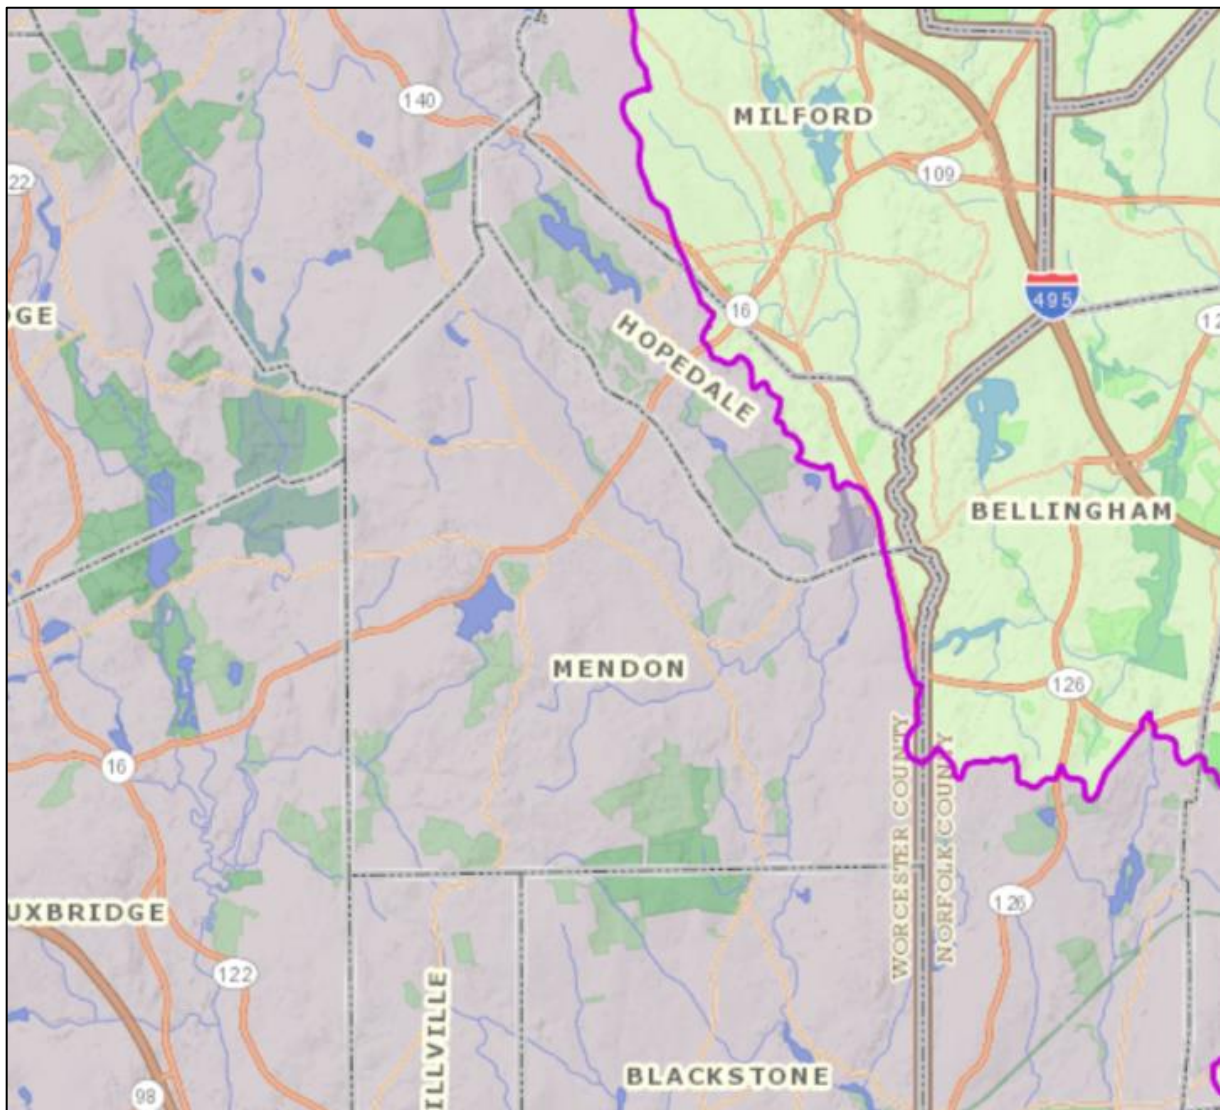 140
MILFORD
109
22
16
495
GE
12
HOPEDALE
BELLINGHAM
MENDON
126
16
WORCESTER COUNTY
NORFOLK COUNTY
126
UXBRIDGE
122
ILLVILLE
BLACKSTONE
98